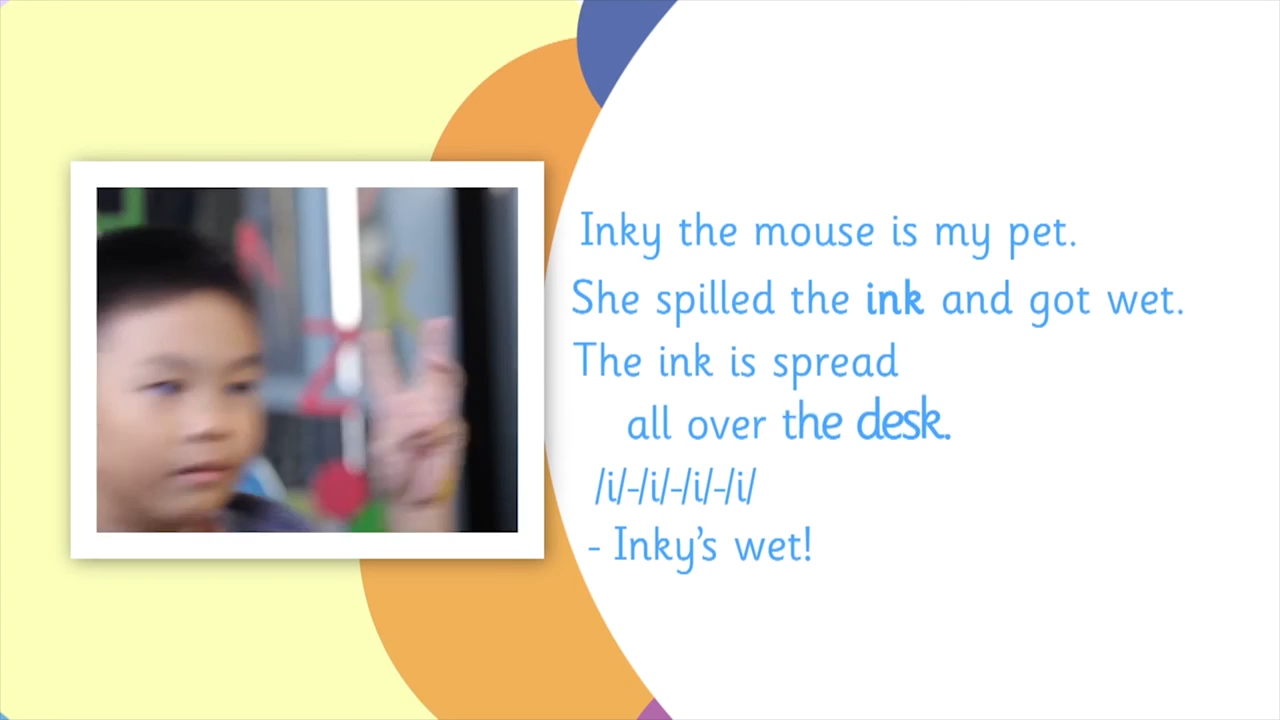 Inky the mouse is my pet.
She spilled the ink and got wet.
The ink is spread
all over the desk.
/i/-/i/-/i/-/i/
- Inky's wet!